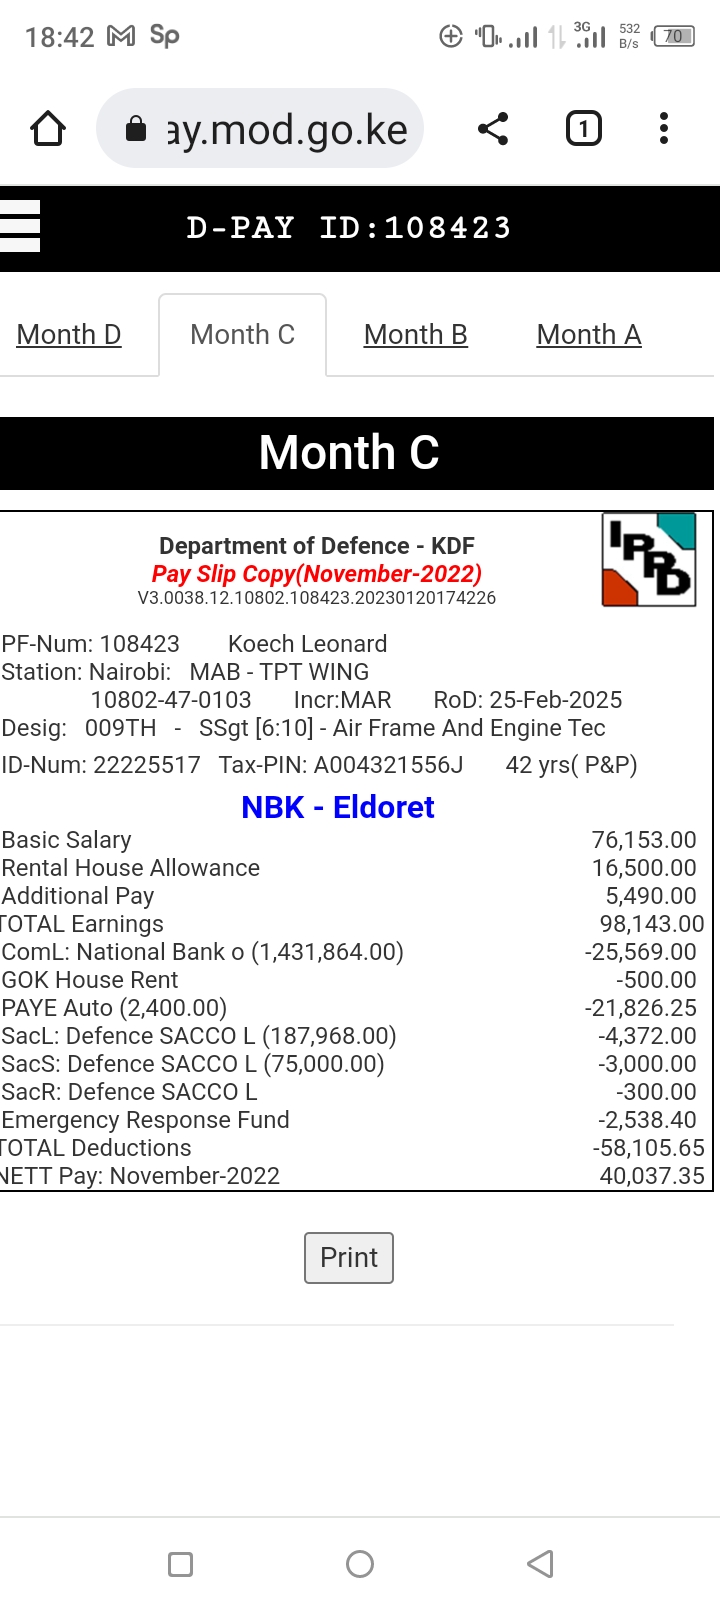 18:42 Sp 3G 532 B/s 70
ay.mod.go.ke 1
D-PAY ID:108423
Month D Month C Month B Month A
Month C
IPPD
Department of Defence - KDF
Pay Slip Copy(November-2022)
V3.0038.12.10802.108423.20230120174226
PF-Num: 108423 Koech Leonard
Station: Nairobi: MAB - TPT WING
10802-47-0103 Incr:MAR RoD: 25-Feb-2025
Desig: 009TH - SSgt [6:10] - Air Frame And Engine Tec
ID-Num: 22225517 Tax-PIN: A004321556J 42 yrs( P&P)
NBK - Eldoret
Basic Salary 76,153.00
Rental House Allowance 16,500.00
Additional Pay 5,490.00
TOTAL Earnings 98,143.00
ComL: National Bank o (1,431,864.00) -25,569.00
GOK House Rent -500.00
PAYE Auto (2,400.00) -21,826.25
SacL: Defence SACCO L (187,968.00) -4,372.00
SacS: Defence SACCO L (75,000.00) -3,000.00
SacR: Defence SACCO L -300.00
Emergency Response Fund -2,538.40
TOTAL Deductions -58,105.65
NETT Pay: November-2022 40,037.35
Print